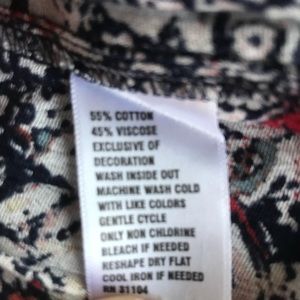 55% COTTON
45% VISCOSE
EXCLUSIVE OF
DECORATION
WASH INSIDE OUT
MACHINE WASH COLD
WITH LIKE COLORS
GENTLE CYCLE
ONLY NON CHLORINE
BLEACH IF NEEDED
RESHAPE DRY FLAT
COOL IRON IF NEEDED
RN 31104